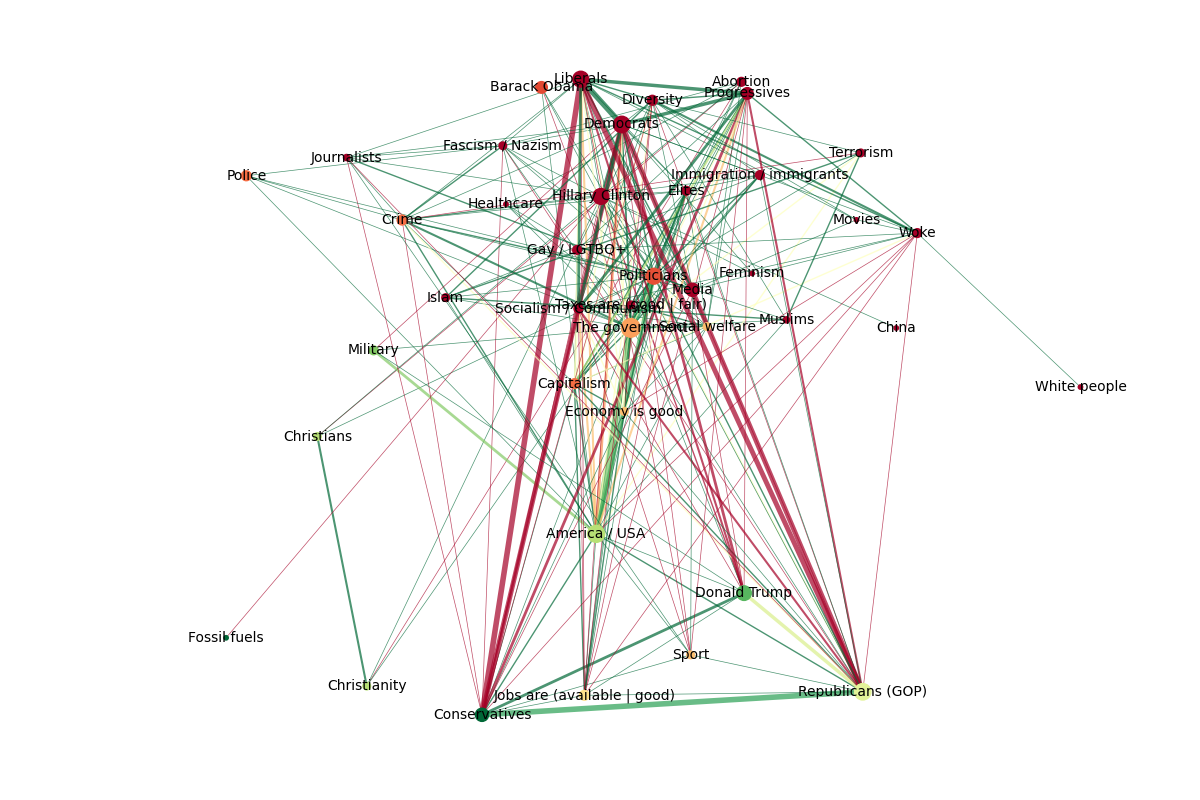 Liberals
Barack Obama
Abortion
Progressives
Diversity
Democrats
Fascism / Nazism
Journalists
Terrorism
Police
Immigration / immigrants
Elites
Hillary Clinton
Healthcare
Crime
Movies
Woke
Gay / LGTBQ+
Politicians
Feminism
Media
Islam
Taxes are (good | fair)
Socialism / Communism
Muslims
The government
Social welfare
China
Military
Capitalism
White people
Economy is good
Christians
America / USA
Donald Trump
Fossil fuels
Sport
Christianity
Republicans (GOP)
Jobs are (available | good)
Conservatives